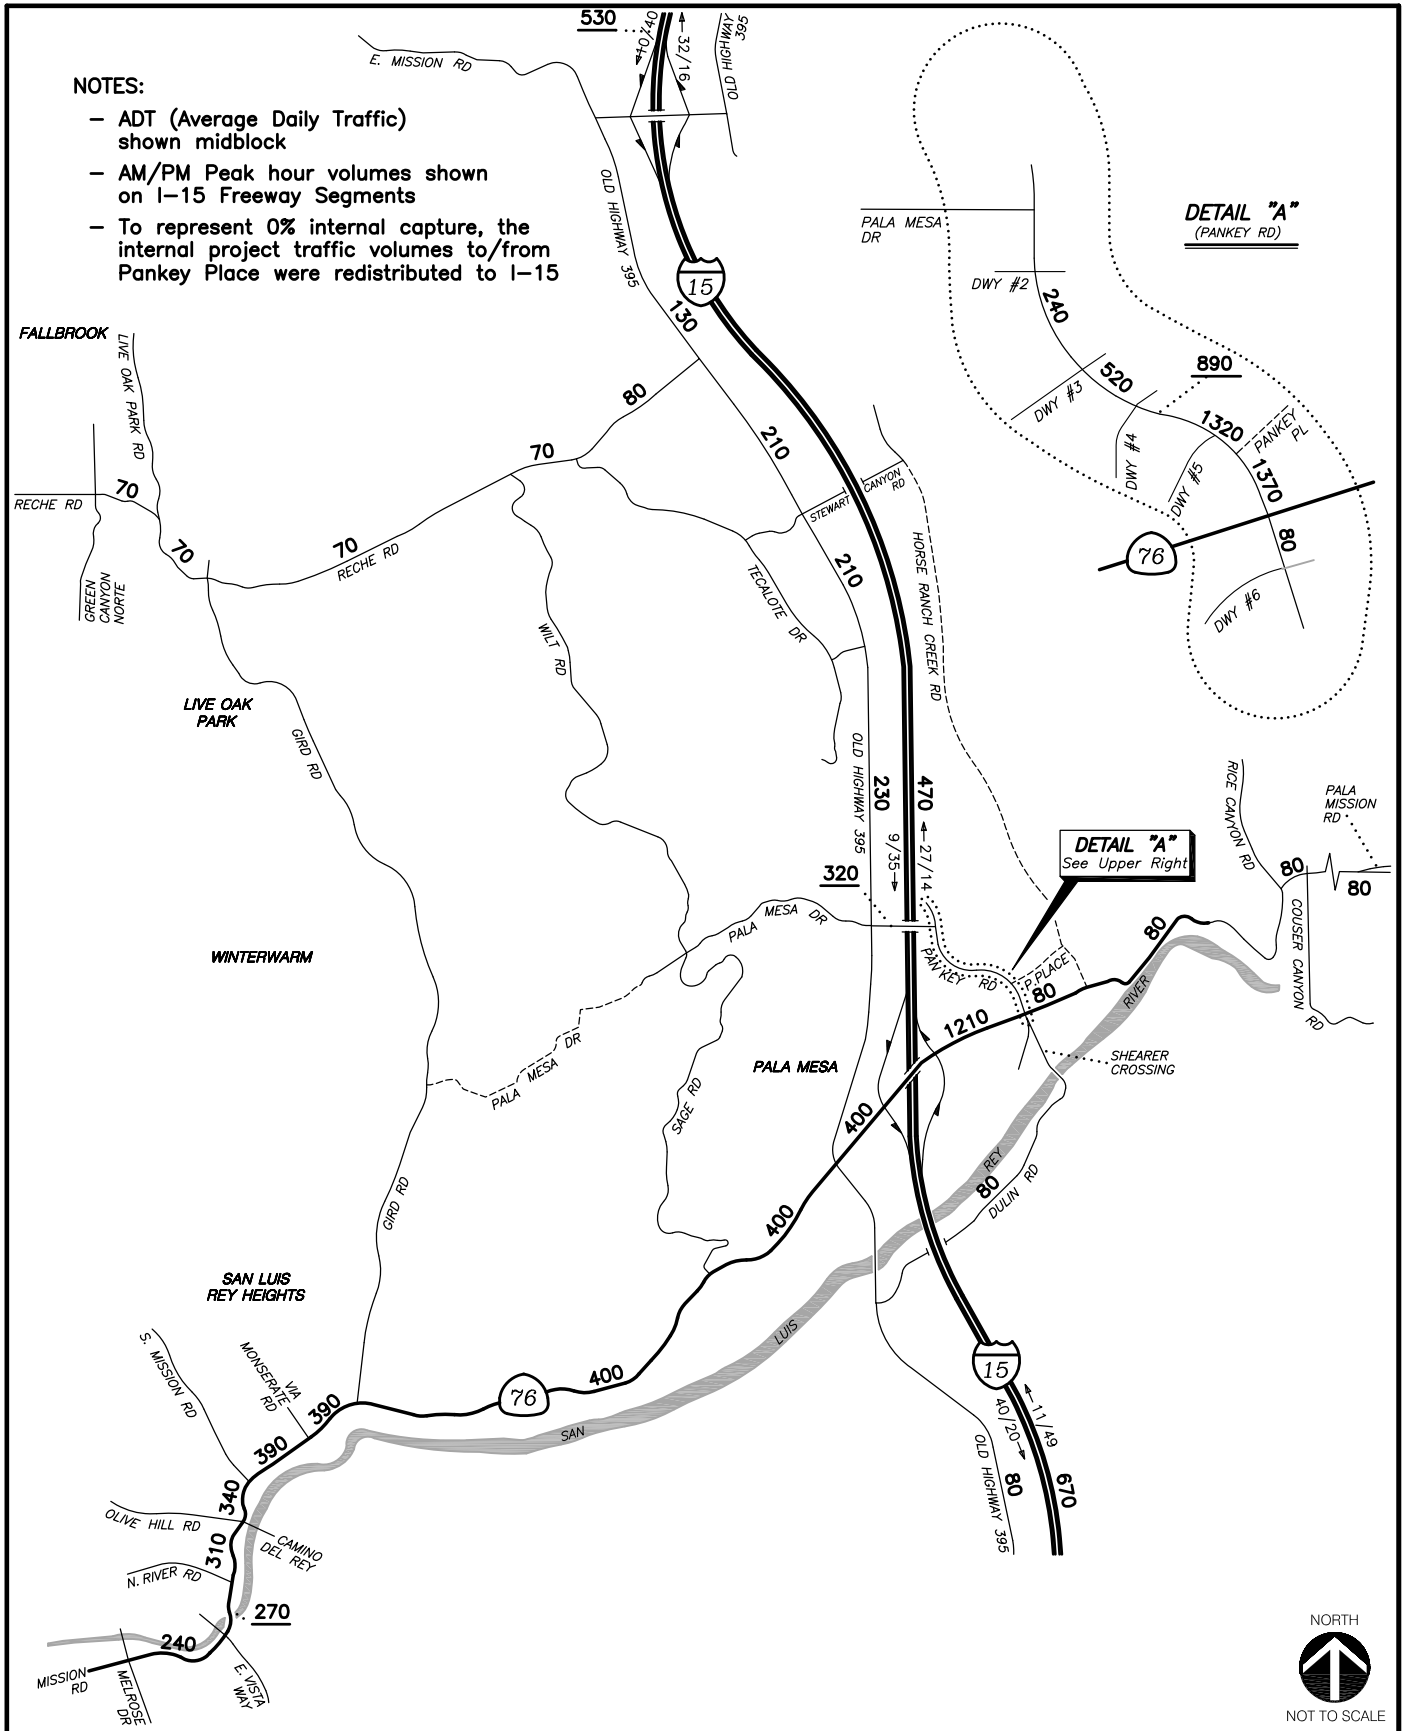 530
10/40
32/16
OLD HIGHWAY
395
E. MISSION RD
NOTES:
– ADT (Average Daily Traffic)
shown midblock
– AM/PM Peak hour volumes shown
on I-15 Freeway Segments
– To represent 0% internal capture, the
internal project traffic volumes to/from
Pankey Place were redistributed to I-15
OLD HIGHWAY 395
15
130
DETAIL "A"
(PANKEY RD)
PALA MESA
DR
DWY #2
240
DWY #3
520
890
DWY #4
1320
PANKEY
PL
DWY #5
1370
80
76
DWY #6
FALLBROOK
LIVE OAK PARK RD
RECHE RD
70
70
GREEN
CANYON
NORTE
70
RECHE RD
70
80
210
STEWART
CANYON
RD
210
TECALOTE DR
WILT RD
HORSE RANCH CREEK RD
LIVE OAK
PARK
GIRD RD
OLD HIGHWAY 395
230
470
9/35
27/14
320
DETAIL "A"
See Upper Right
RICE CANYON RD
PALA
MISSION
RD
80
80
COUSER CANYON
RD
WINTERWARM
PALA MESA DR
PANKEY RD
P.PLACE
80
80
1210
RIVER
PALA MESA DR
PALA MESA
SHEARER
CROSSING
SAGE RD
400
REY
80
DULIN RD
400
GIRD RD
SAN LUIS
REY HEIGHTS
LUIS
15
S. MISSION RD
VIA
MONSERATE
RD
390
76
400
SAN
11/49
40/20
670
OLD HIGHWAY 395
80
390
340
OLIVE HILL RD
CAMINO
DEL REY
310
N. RIVER RD
270
240
MISSION
RD
MELROSE
DR
E. VISTA
WAY
NORTH
NOT TO SCALE